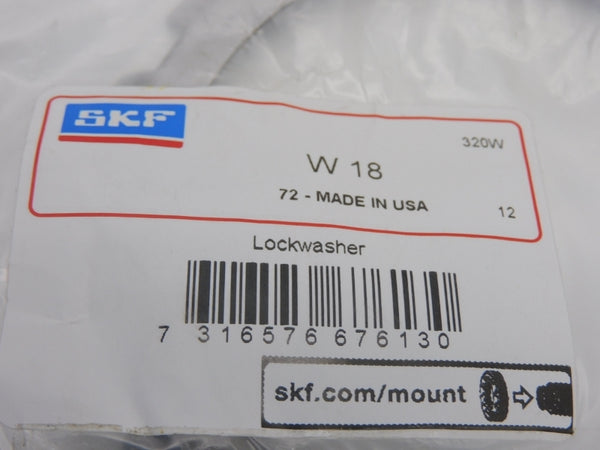 SKF
320W
W 18
72 - MADE IN USA
12
Lockwasher
7 316576 676130
skf.com/mount